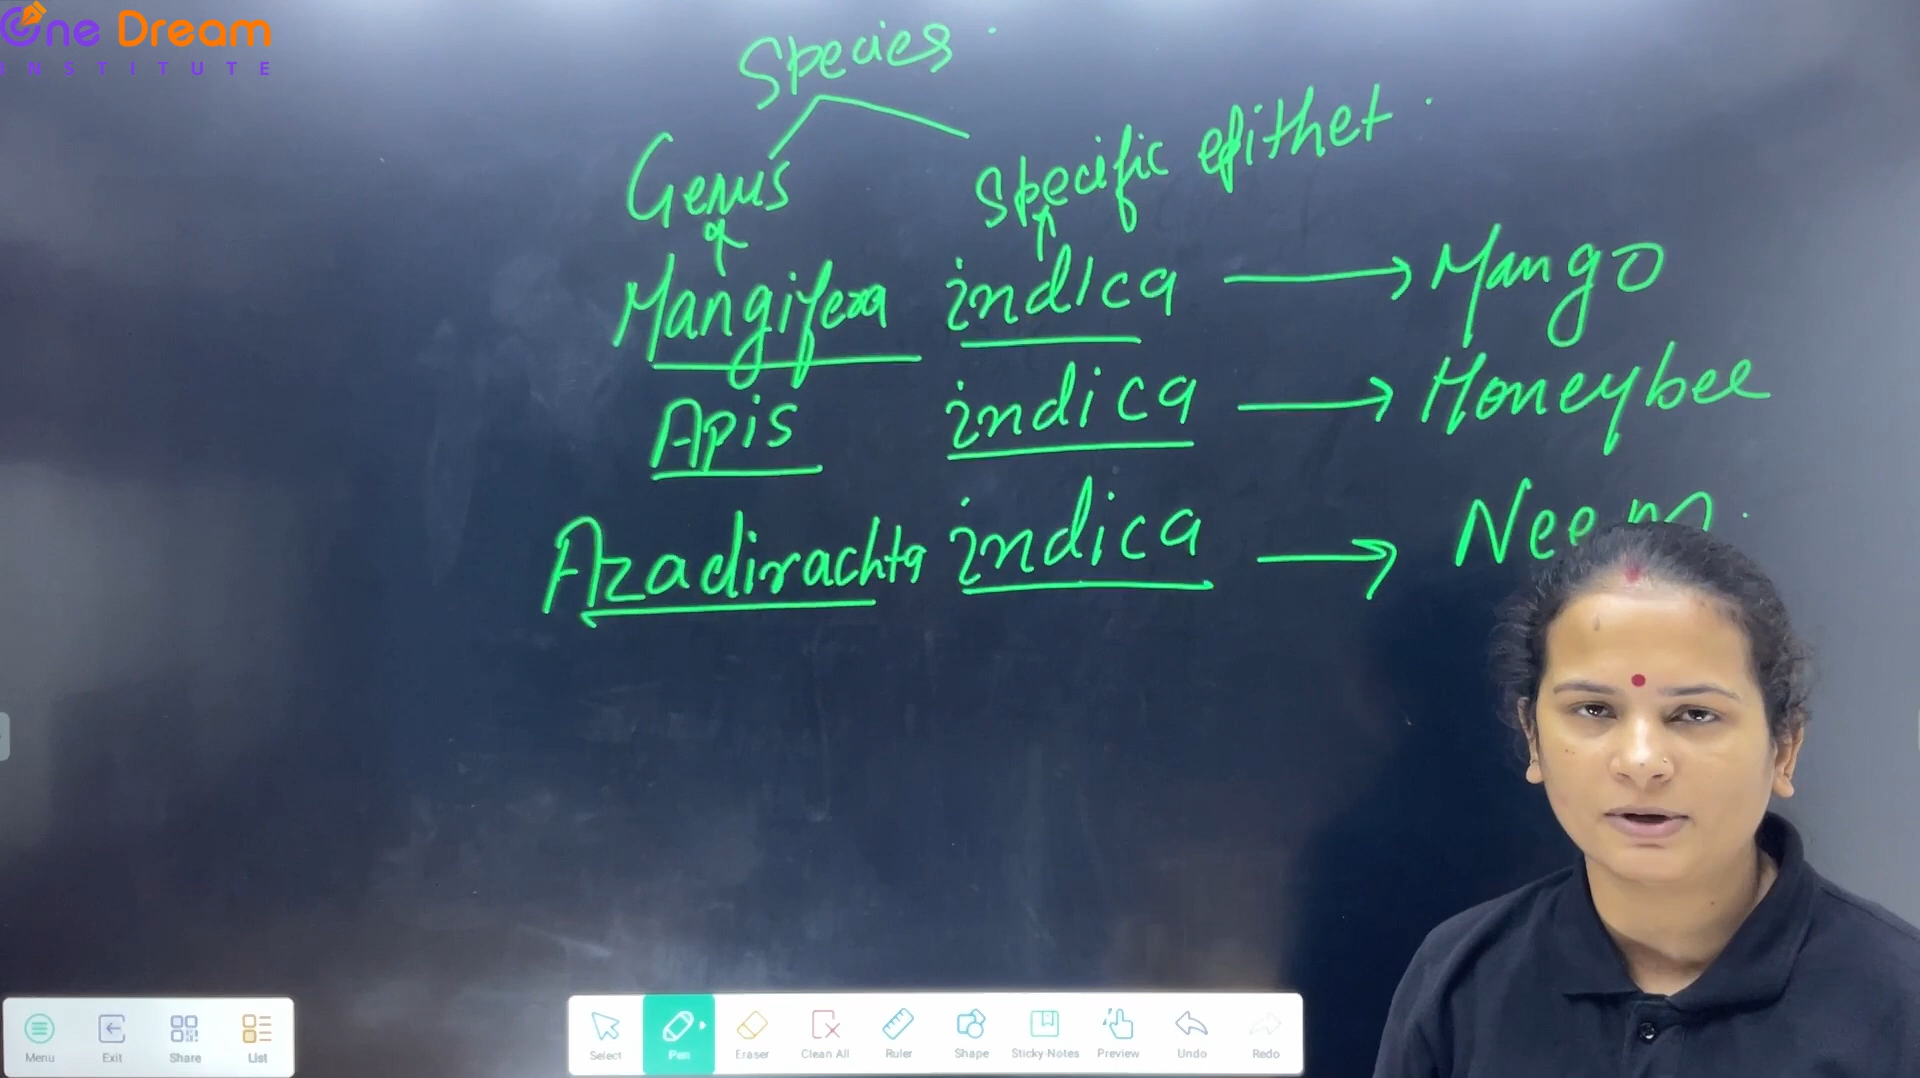 One Dream
INSTITUTE
Species
Genus Specific epithet
Mangifera indica → Mango
Apis indica → Honeybee
Azadirachta indica → Neem
Menu Exit Share List
Select Pen Eraser Clean All Ruler Shape Sticky Notes Preview Undo Redo